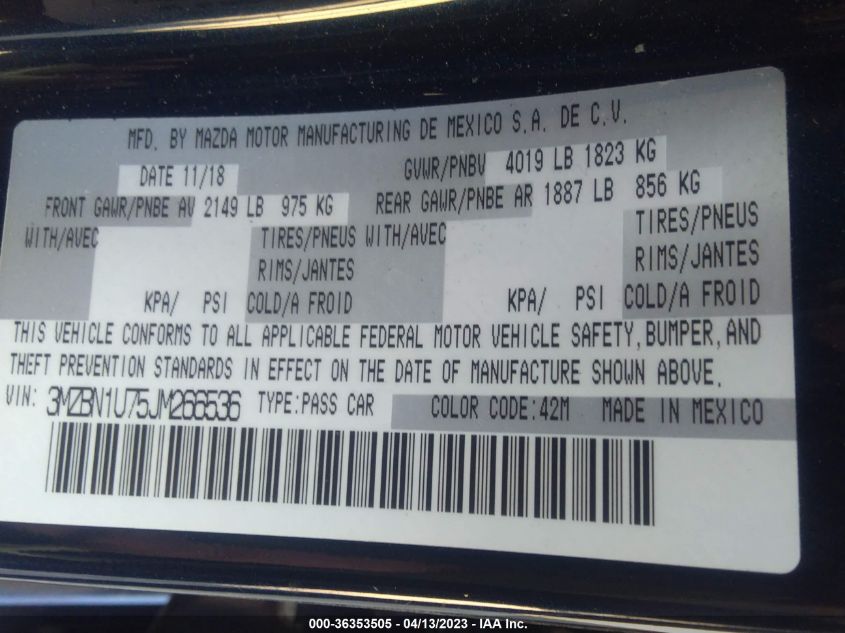 MFD. BY MAZDA MOTOR MANUFACTURING DE MEXICO S.A. DE C.V.
DATE 11/18 GVWR/PNBV 4019 LB 1823 KG
FRONT GAWR/PNBE AV 2149 LB 975 KG REAR GAWR/PNBE AR 1887 LB 856 KG
WITH/AVEC TIRES/PNEUS WITH/AVEC TIRES/PNEUS
RIMS/JANTES RIMS/JANTES
KPA/ PSI COLD/A FROID KPA/ PSI COLD/A FROID
THIS VEHICLE CONFORMS TO ALL APPLICABLE FEDERAL MOTOR VEHICLE SAFETY, BUMPER, AND
THEFT PREVENTION STANDARDS IN EFFECT ON THE DATE OF MANUFACTURE SHOWN ABOVE.
VIN: 3MZBN1U75JM266536 TYPE:PASS CAR COLOR CODE:42M MADE IN MEXICO
000-36353505 - 04/13/2023 - IAA Inc.